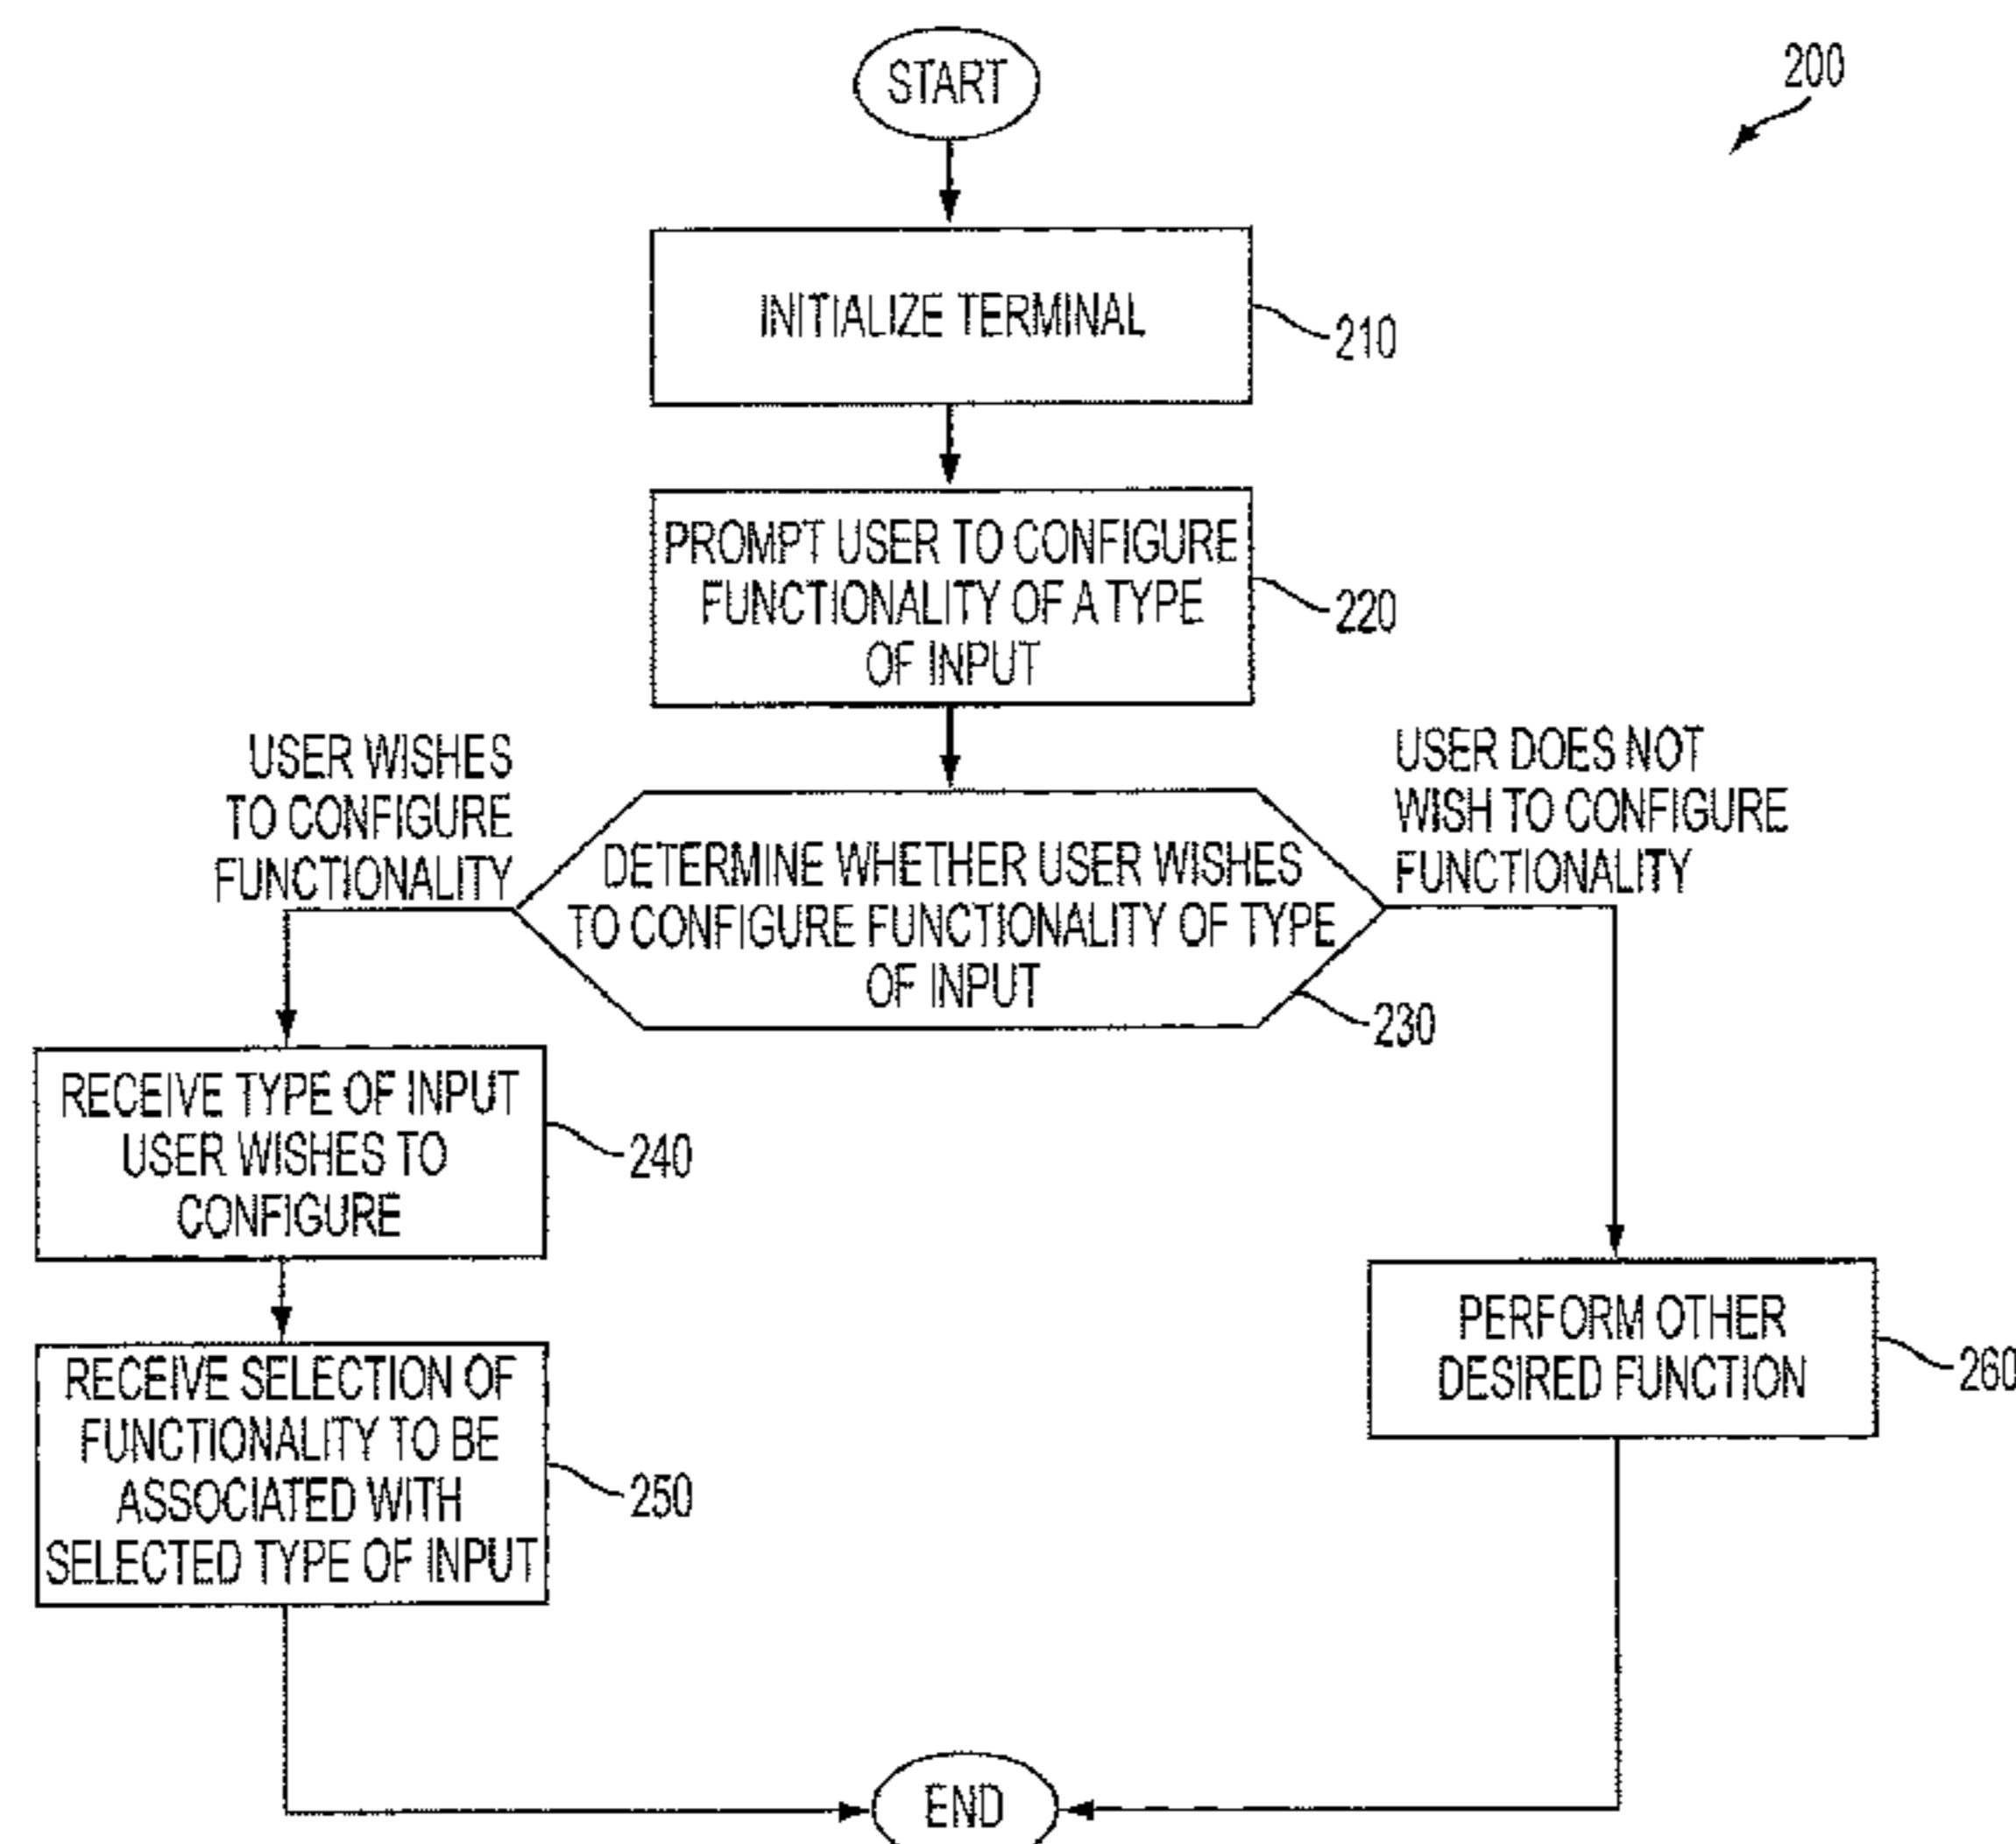 START
200
INITIALIZE TERMINAL
210
PROMPT USER TO CONFIGURE
FUNCTIONALITY OF A TYPE
OF INPUT
220
USER WISHES
TO CONFIGURE
FUNCTIONALITY
USER DOES NOT
WISH TO CONFIGURE
FUNCTIONALITY
DETERMINE WHETHER USER WISHES
TO CONFIGURE FUNCTIONALITY OF TYPE
OF INPUT
230
RECEIVE TYPE OF INPUT
USER WISHES TO
CONFIGURE
240
RECEIVE SELECTION OF
FUNCTIONALITY TO BE
ASSOCIATED WITH
SELECTED TYPE OF INPUT
250
PERFORM OTHER
DESIRED FUNCTION
260
END